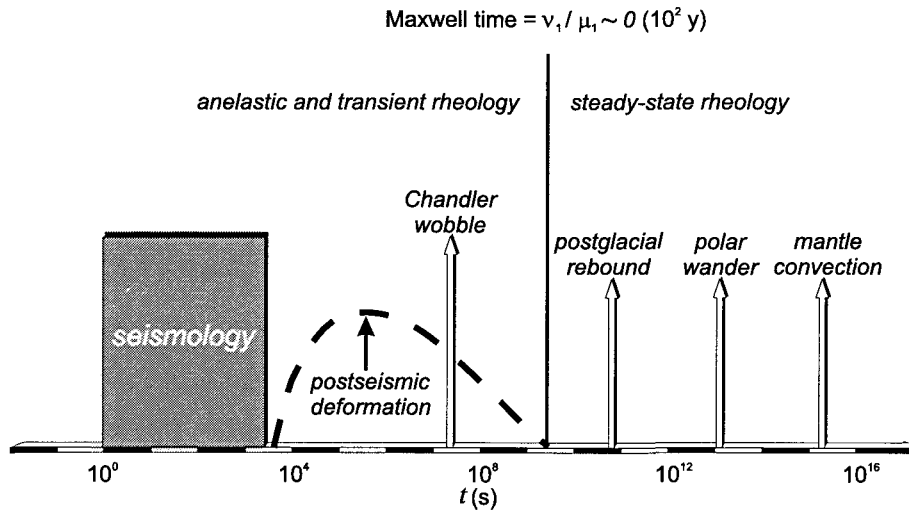 Maxwell time = ν₁ / μ₁ ~ 0 (10² y)
anelastic and transient rheology
steady-state rheology
Chandler
wobble
postglacial
rebound
polar
wander
mantle
convection
seismology
postseismic
deformation
10⁰
10⁴
10⁸
10¹²
10¹⁶
t (s)